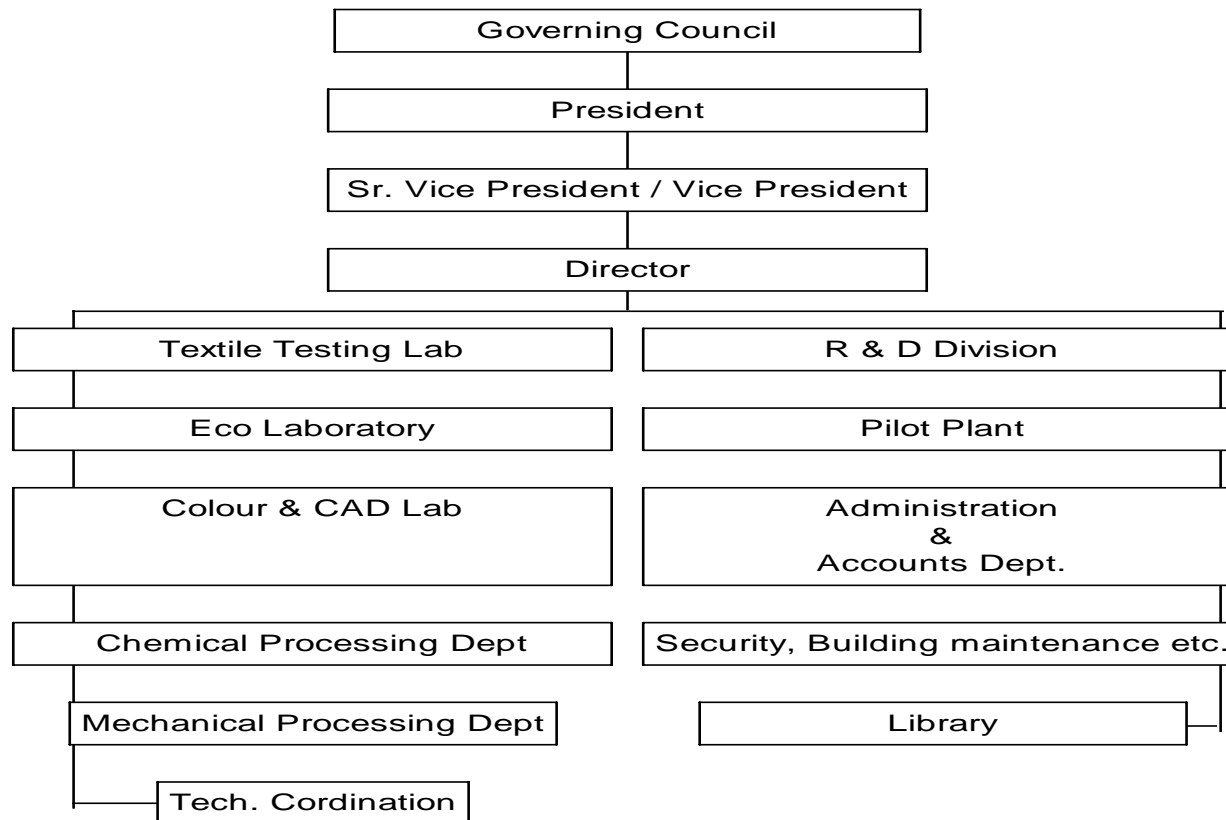 Governing Council
President
Sr. Vice President / Vice President
Director
Textile Testing Lab
R & D Division
Eco Laboratory
Pilot Plant
Colour & CAD Lab
Administration
&
Accounts Dept.
Chemical Processing Dept
Security, Building maintenance etc.
Mechanical Processing Dept
Library
Tech. Cordination